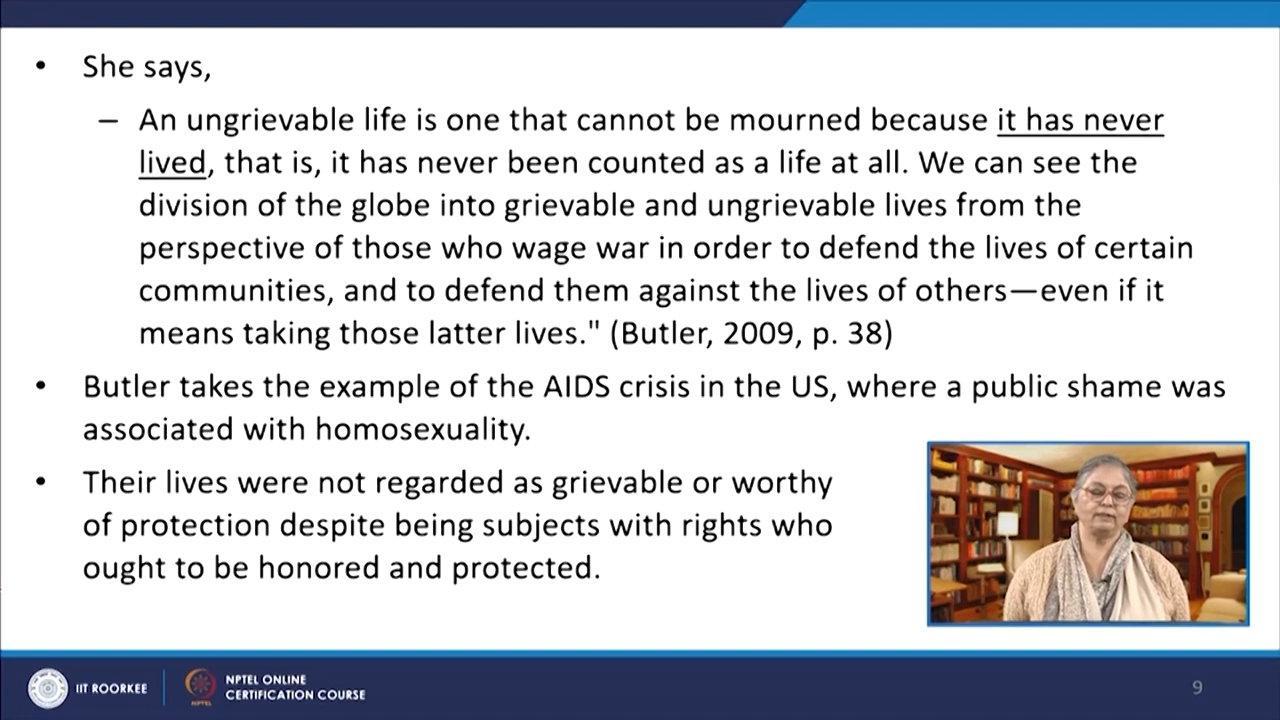 • She says,
– An ungrievable life is one that cannot be mourned because it has never
lived, that is, it has never been counted as a life at all. We can see the
division of the globe into grievable and ungrievable lives from the
perspective of those who wage war in order to defend the lives of certain
communities, and to defend them against the lives of others—even if it
means taking those latter lives." (Butler, 2009, p. 38)
• Butler takes the example of the AIDS crisis in the US, where a public shame was
associated with homosexuality.
• Their lives were not regarded as grievable or worthy
of protection despite being subjects with rights who
ought to be honored and protected.
IIT ROORKEE
NPTEL
NPTEL ONLINE
CERTIFICATION COURSE
9